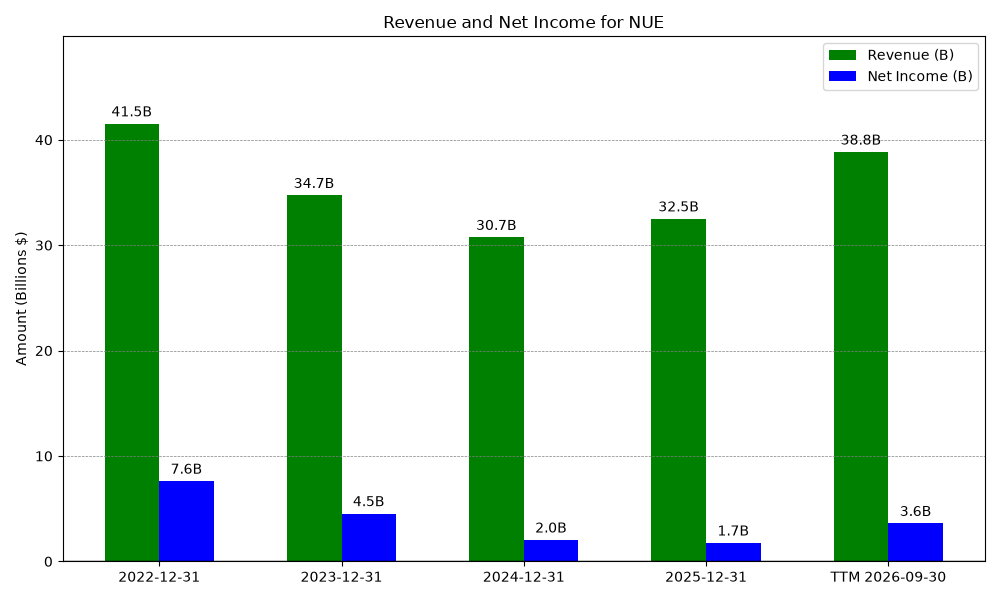 Revenue and Net Income for NUE
Revenue (B)
Net Income (B)
Amount (Billions $)
40
30
20
10
0
41.5B
7.6B
34.7B
4.5B
30.7B
2.0B
32.5B
1.7B
38.8B
3.6B
2022-12-31
2023-12-31
2024-12-31
2025-12-31
TTM 2026-09-30